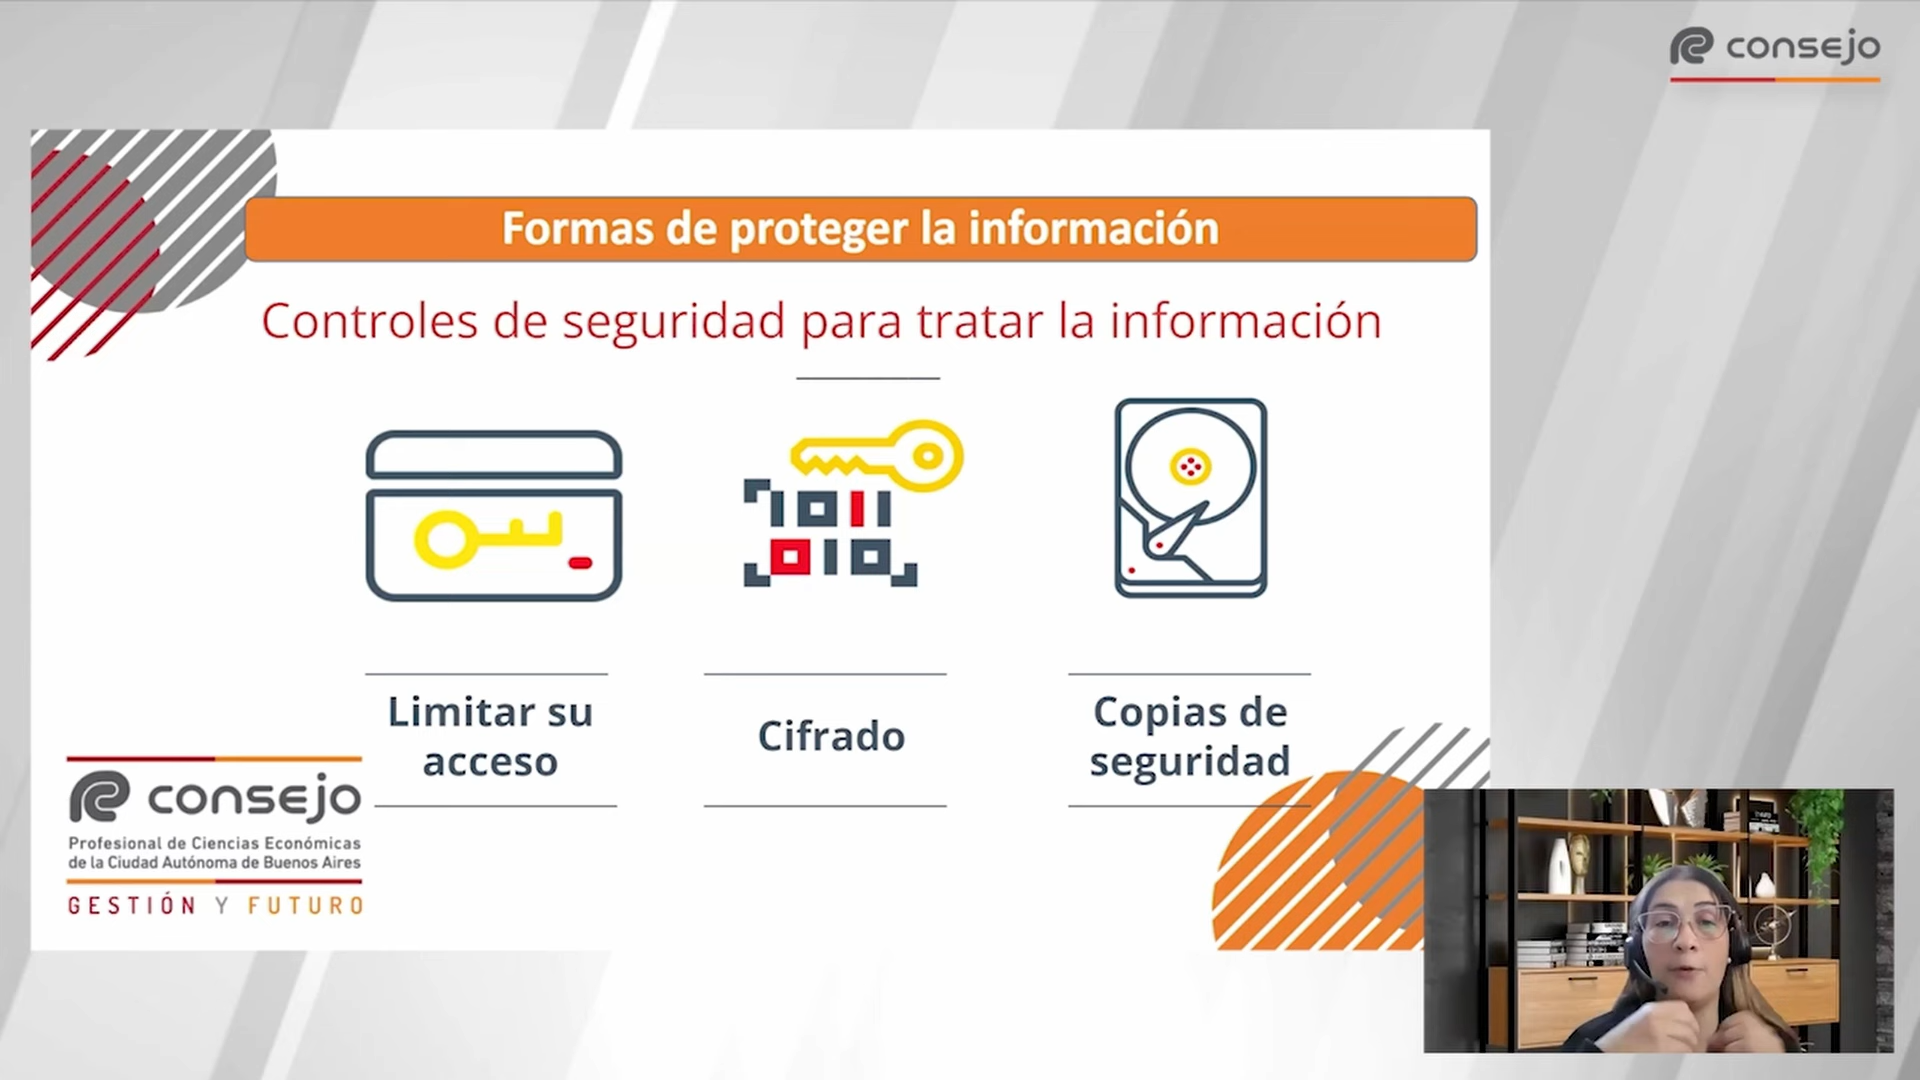 consejo
Formas de proteger la información
Controles de seguridad para tratar la información
Limitar su
acceso
Cifrado
Copias de
seguridad
consejo
Profesional de Ciencias Económicas
de la Ciudad Autónoma de Buenos Aires
GESTIÓN Y FUTURO